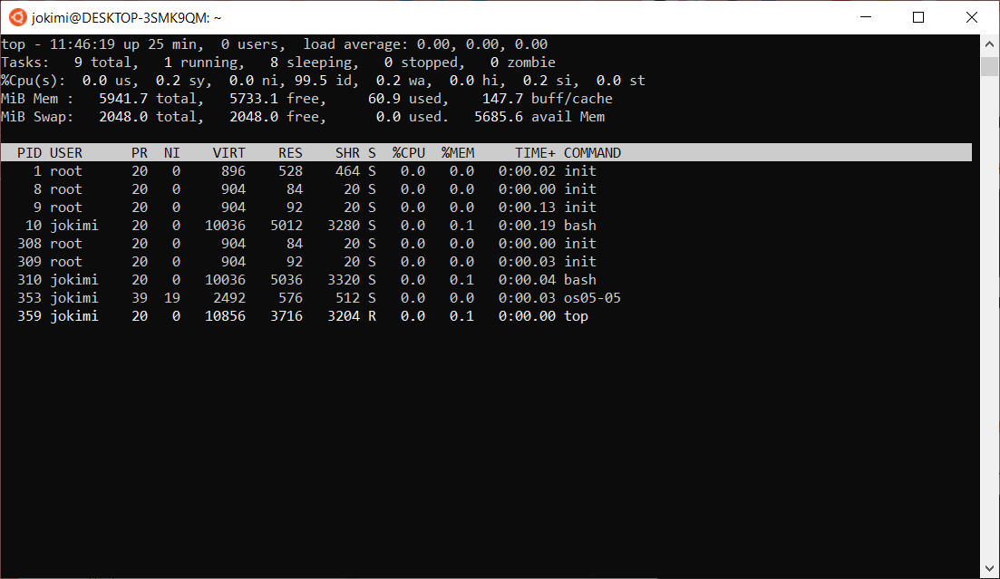 jokimi@DESKTOP-3SMK9QM: ~
top - 11:46:19 up 25 min,  0 users,  load average: 0.00, 0.00, 0.00
Tasks:   9 total,   1 running,   8 sleeping,   0 stopped,   0 zombie
%Cpu(s):  0.0 us,  0.2 sy,  0.0 ni, 99.5 id,  0.2 wa,  0.0 hi,  0.2 si,  0.0 st
MiB Mem :   5941.7 total,   5733.1 free,     60.9 used,    147.7 buff/cache
MiB Swap:   2048.0 total,   2048.0 free,      0.0 used.   5685.6 avail Mem
  PID USER      PR  NI    VIRT    RES    SHR S  %CPU  %MEM     TIME+ COMMAND
    1 root      20   0     896    528    464 S   0.0   0.0   0:00.02 init
    8 root      20   0     904     84     20 S   0.0   0.0   0:00.00 init
    9 root      20   0     904     92     20 S   0.0   0.0   0:00.13 init
   10 jokimi    20   0   10036   5012   3280 S   0.0   0.1   0:00.19 bash
  308 root      20   0     904     84     20 S   0.0   0.0   0:00.00 init
  309 root      20   0     904     92     20 S   0.0   0.0   0:00.03 init
  310 jokimi    20   0   10036   5036   3320 S   0.0   0.1   0:00.04 bash
  353 jokimi    39  19    2492    576    512 S   0.0   0.0   0:00.03 os05-05
  359 jokimi    20   0   10856   3716   3204 R   0.0   0.1   0:00.00 top